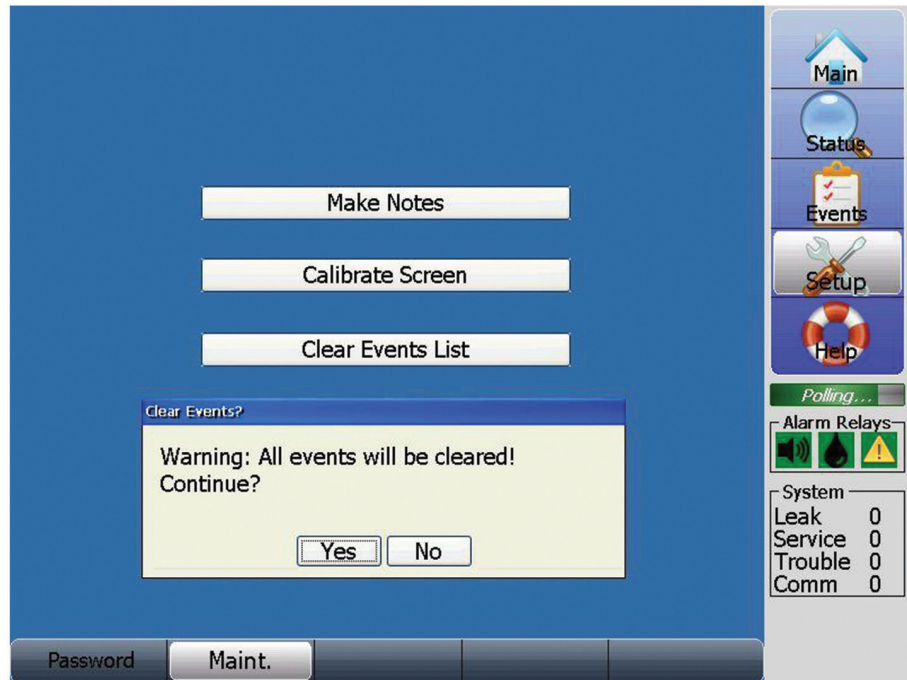 Make Notes
Calibrate Screen
Clear Events List
Clear Events?
Warning: All events will be cleared!
Continue?
Yes No
Password Maint.
Main
Status
Events
Setup
Help
Polling...
Alarm Relays
System
Leak 0
Service 0
Trouble 0
Comm 0